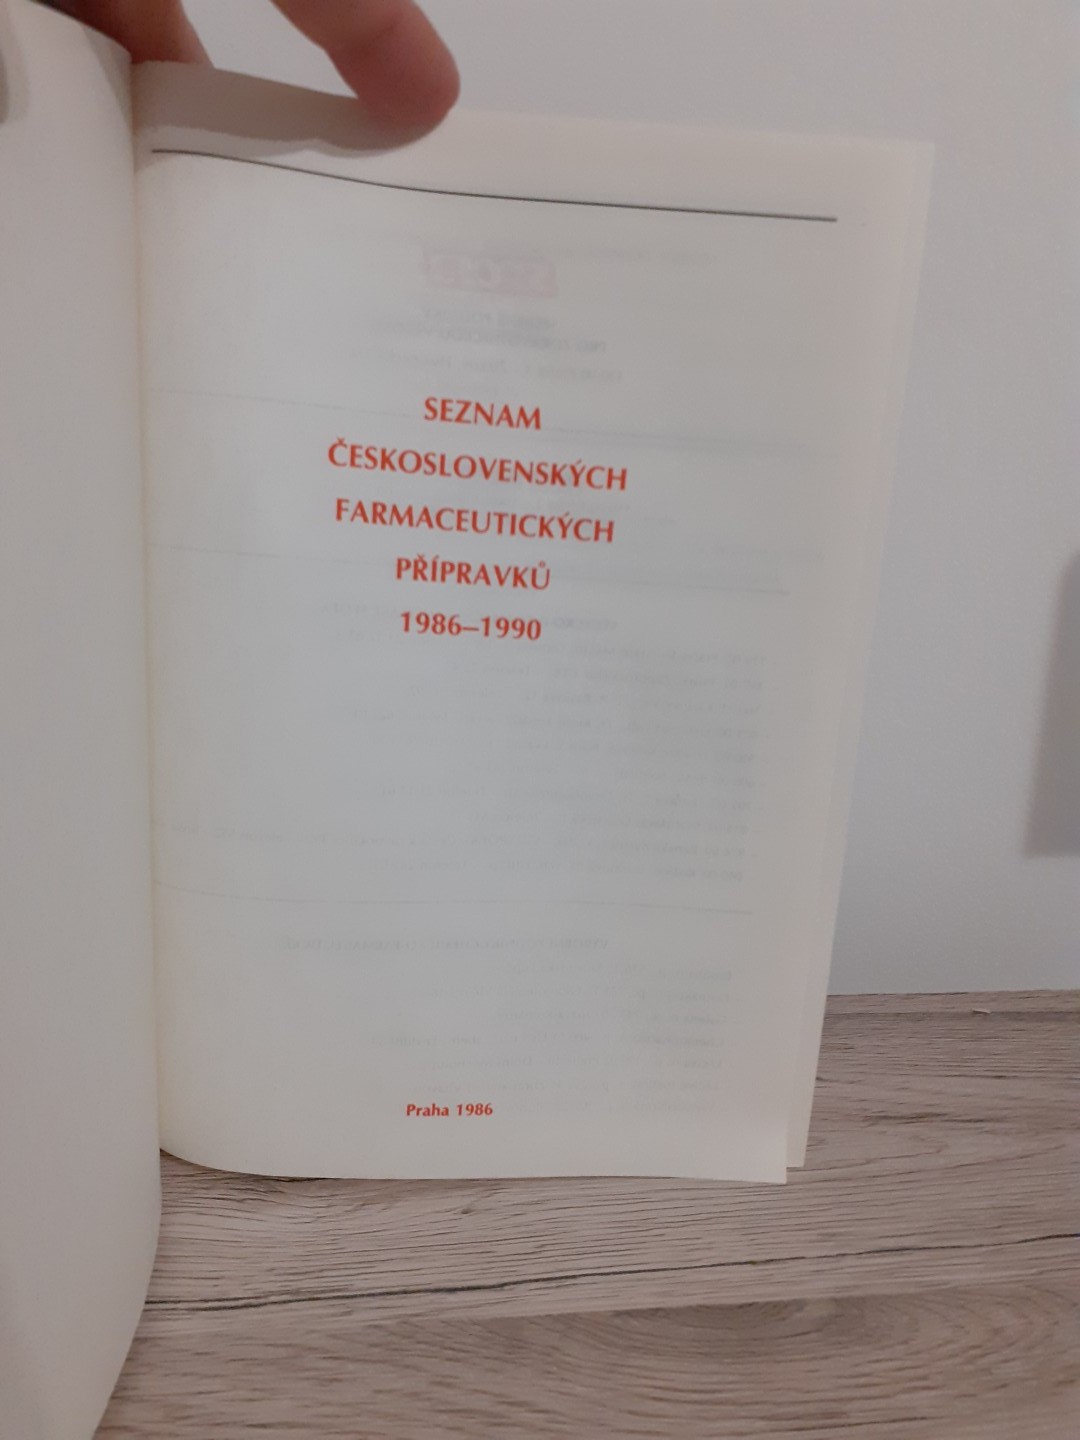 SEZNAM
ČESKOSLOVENSKÝCH
FARMACEUTICKÝCH
PŘÍPRAVKŮ
1986–1990
Praha 1986